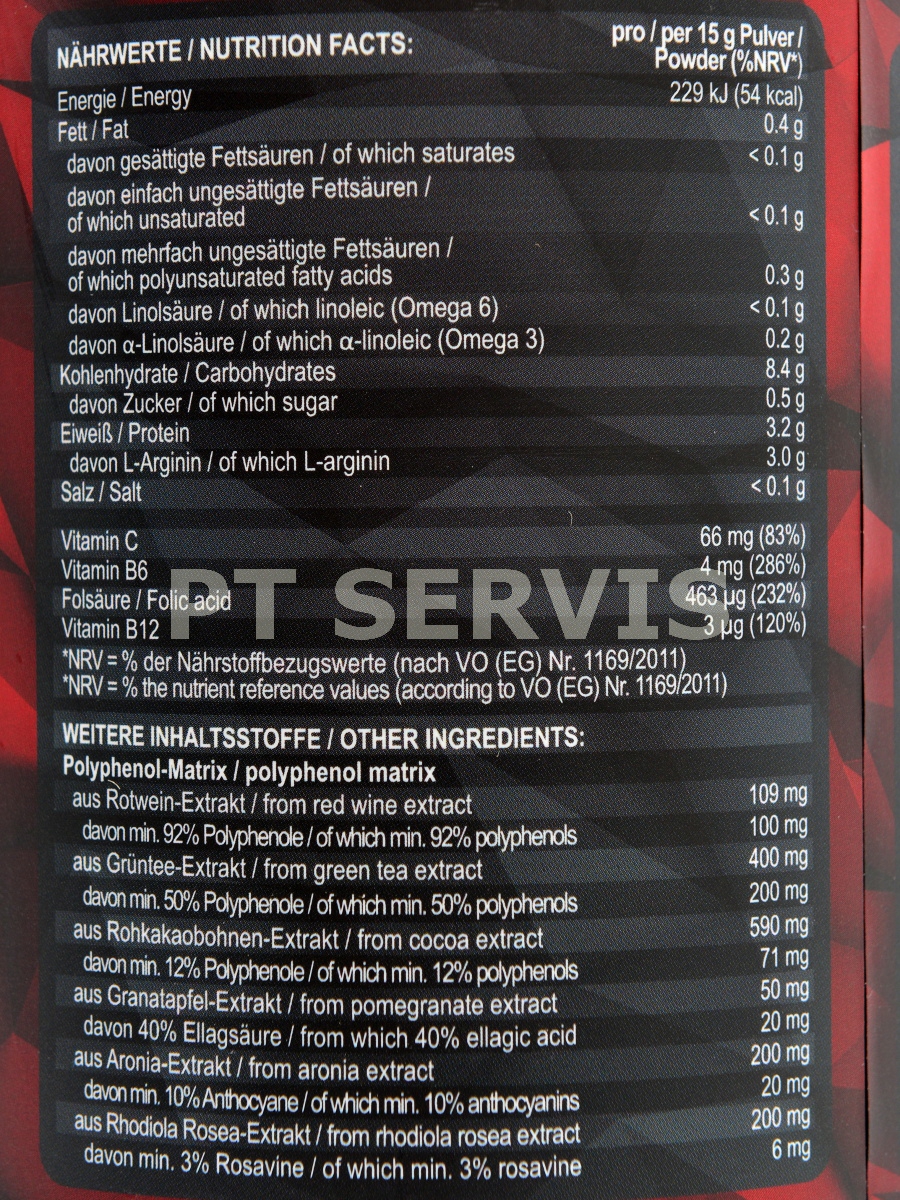 NÄHRWERTE / NUTRITION FACTS:
pro / per 15 g Pulver /
Powder (%NRV*)
Energie / Energy 229 kJ (54 kcal)
Fett / Fat 0.4 g
davon gesättigte Fettsäuren / of which saturates < 0.1 g
davon einfach ungesättigte Fettsäuren /
of which unsaturated < 0.1 g
davon mehrfach ungesättigte Fettsäuren /
of which polyunsaturated fatty acids 0.3 g
davon Linolsäure / of which linoleic (Omega 6) < 0.1 g
davon α-Linolsäure / of which α-linoleic (Omega 3) 0.2 g
Kohlenhydrate / Carbohydrates 8.4 g
davon Zucker / of which sugar 0.5 g
Eiweiß / Protein 3.2 g
davon L-Arginin / of which L-arginin 3.0 g
Salz / Salt < 0.1 g
Vitamin C 66 mg (83%)
Vitamin B6 4 mg (286%)
PT SERVIS
Folsäure / Folic acid 463 µg (232%)
Vitamin B12 3 µg (120%)
*NRV = % der Nährstoffbezugswerte (nach VO (EG) Nr. 1169/2011)
*NRV = % the nutrient reference values (according to VO (EG) Nr. 1169/2011)
WEITERE INHALTSSTOFFE / OTHER INGREDIENTS:
Polyphenol-Matrix / polyphenol matrix
aus Rotwein-Extrakt / from red wine extract 109 mg
davon min. 92% Polyphenole / of which min. 92% polyphenols 100 mg
aus Grüntee-Extrakt / from green tea extract 400 mg
davon min. 50% Polyphenole / of which min. 50% polyphenols 200 mg
aus Rohkakaobohnen-Extrakt / from cocoa extract 590 mg
davon min. 12% Polyphenole / of which min. 12% polyphenols 71 mg
aus Granatapfel-Extrakt / from pomegranate extract 50 mg
davon 40% Ellagsäure / from which 40% ellagic acid 20 mg
aus Aronia-Extrakt / from aronia extract 200 mg
davon min. 10% Anthocyane / of which min. 10% anthocyanins 20 mg
aus Rhodiola Rosea-Extrakt / from rhodiola rosea extract 200 mg
davon min. 3% Rosavine / of which min. 3% rosavine 6 mg